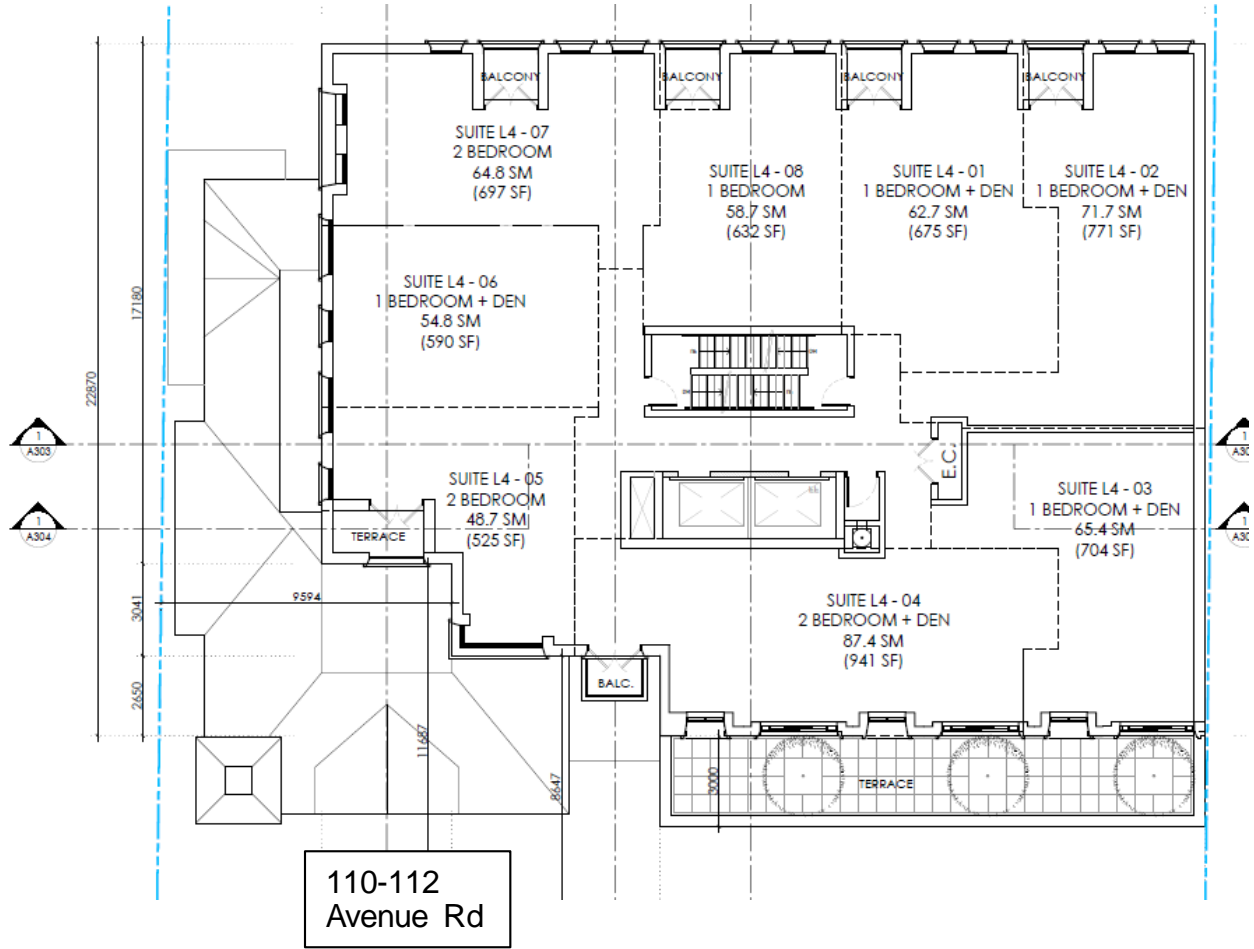 BALCONY
BALCONY
BALCONY
BALCONY
SUITE L4 - 07
2 BEDROOM
64.8 SM
(697 SF)
SUITE L4 - 08
1 BEDROOM
58.7 SM
(632 SF)
SUITE L4 - 01
1 BEDROOM + DEN
62.7 SM
(675 SF)
SUITE L4 - 02
1 BEDROOM + DEN
71.7 SM
(771 SF)
SUITE L4 - 06
1 BEDROOM + DEN
54.8 SM
(590 SF)
17180
22870
1
A303
1
A30
E.C.
SUITE L4 - 05
2 BEDROOM
48.7 SM
(525 SF)
SUITE L4 - 03
1 BEDROOM + DEN
65.4 SM
(704 SF)
1
A304
1
A30
TERRACE
9594
3041
SUITE L4 - 04
2 BEDROOM + DEN
87.4 SM
(941 SF)
2650
BALC.
11687
8647
3000
TERRACE
110-112
Avenue Rd